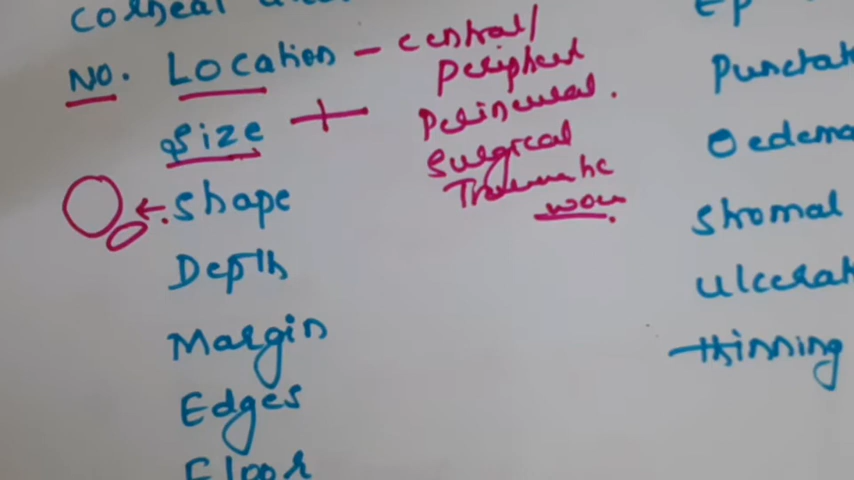 Corneal
NO. Location - central/
Peripheral
Perineural.
Size +
Surgical
Traumatic
wou
Shape
Depth
Margin
Edges
Floor
Ep
Punctat
Oedema
Stromal
Ulcerat
thinning